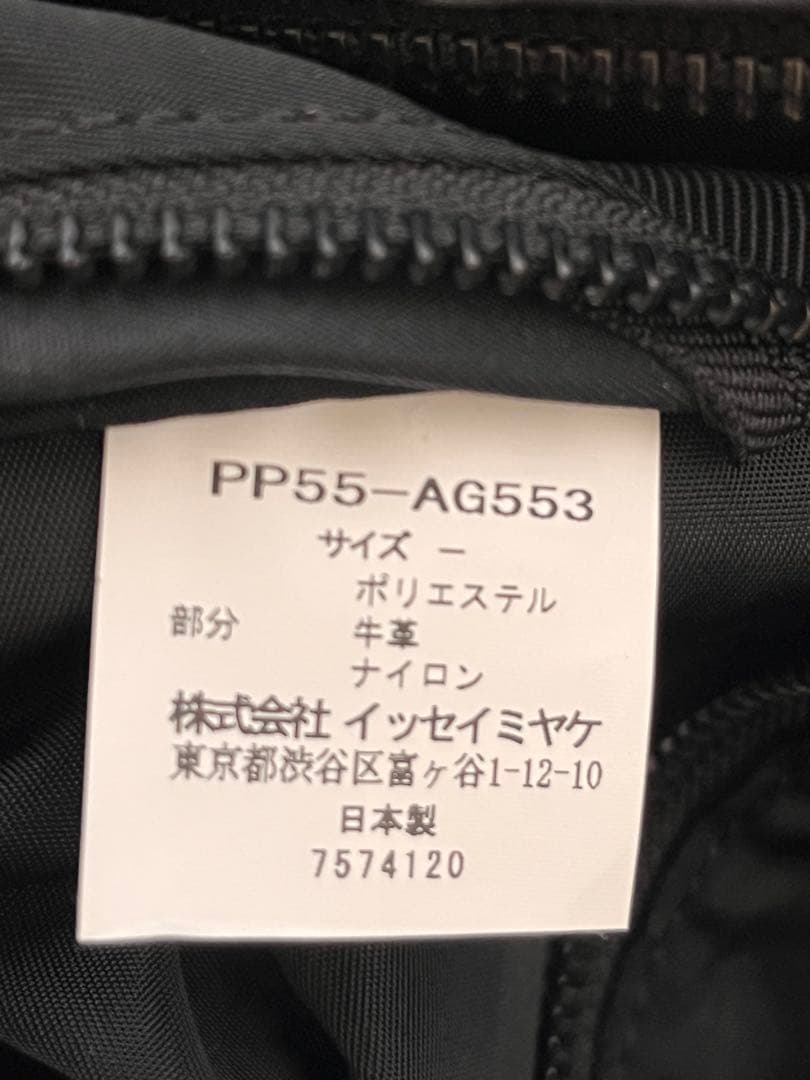 PP55-AG553
サイズ -
ポリエステル
部分 牛革
ナイロン
株式会社 イッセイミヤケ
東京都渋谷区富ヶ谷1-12-10
日本製
7574120